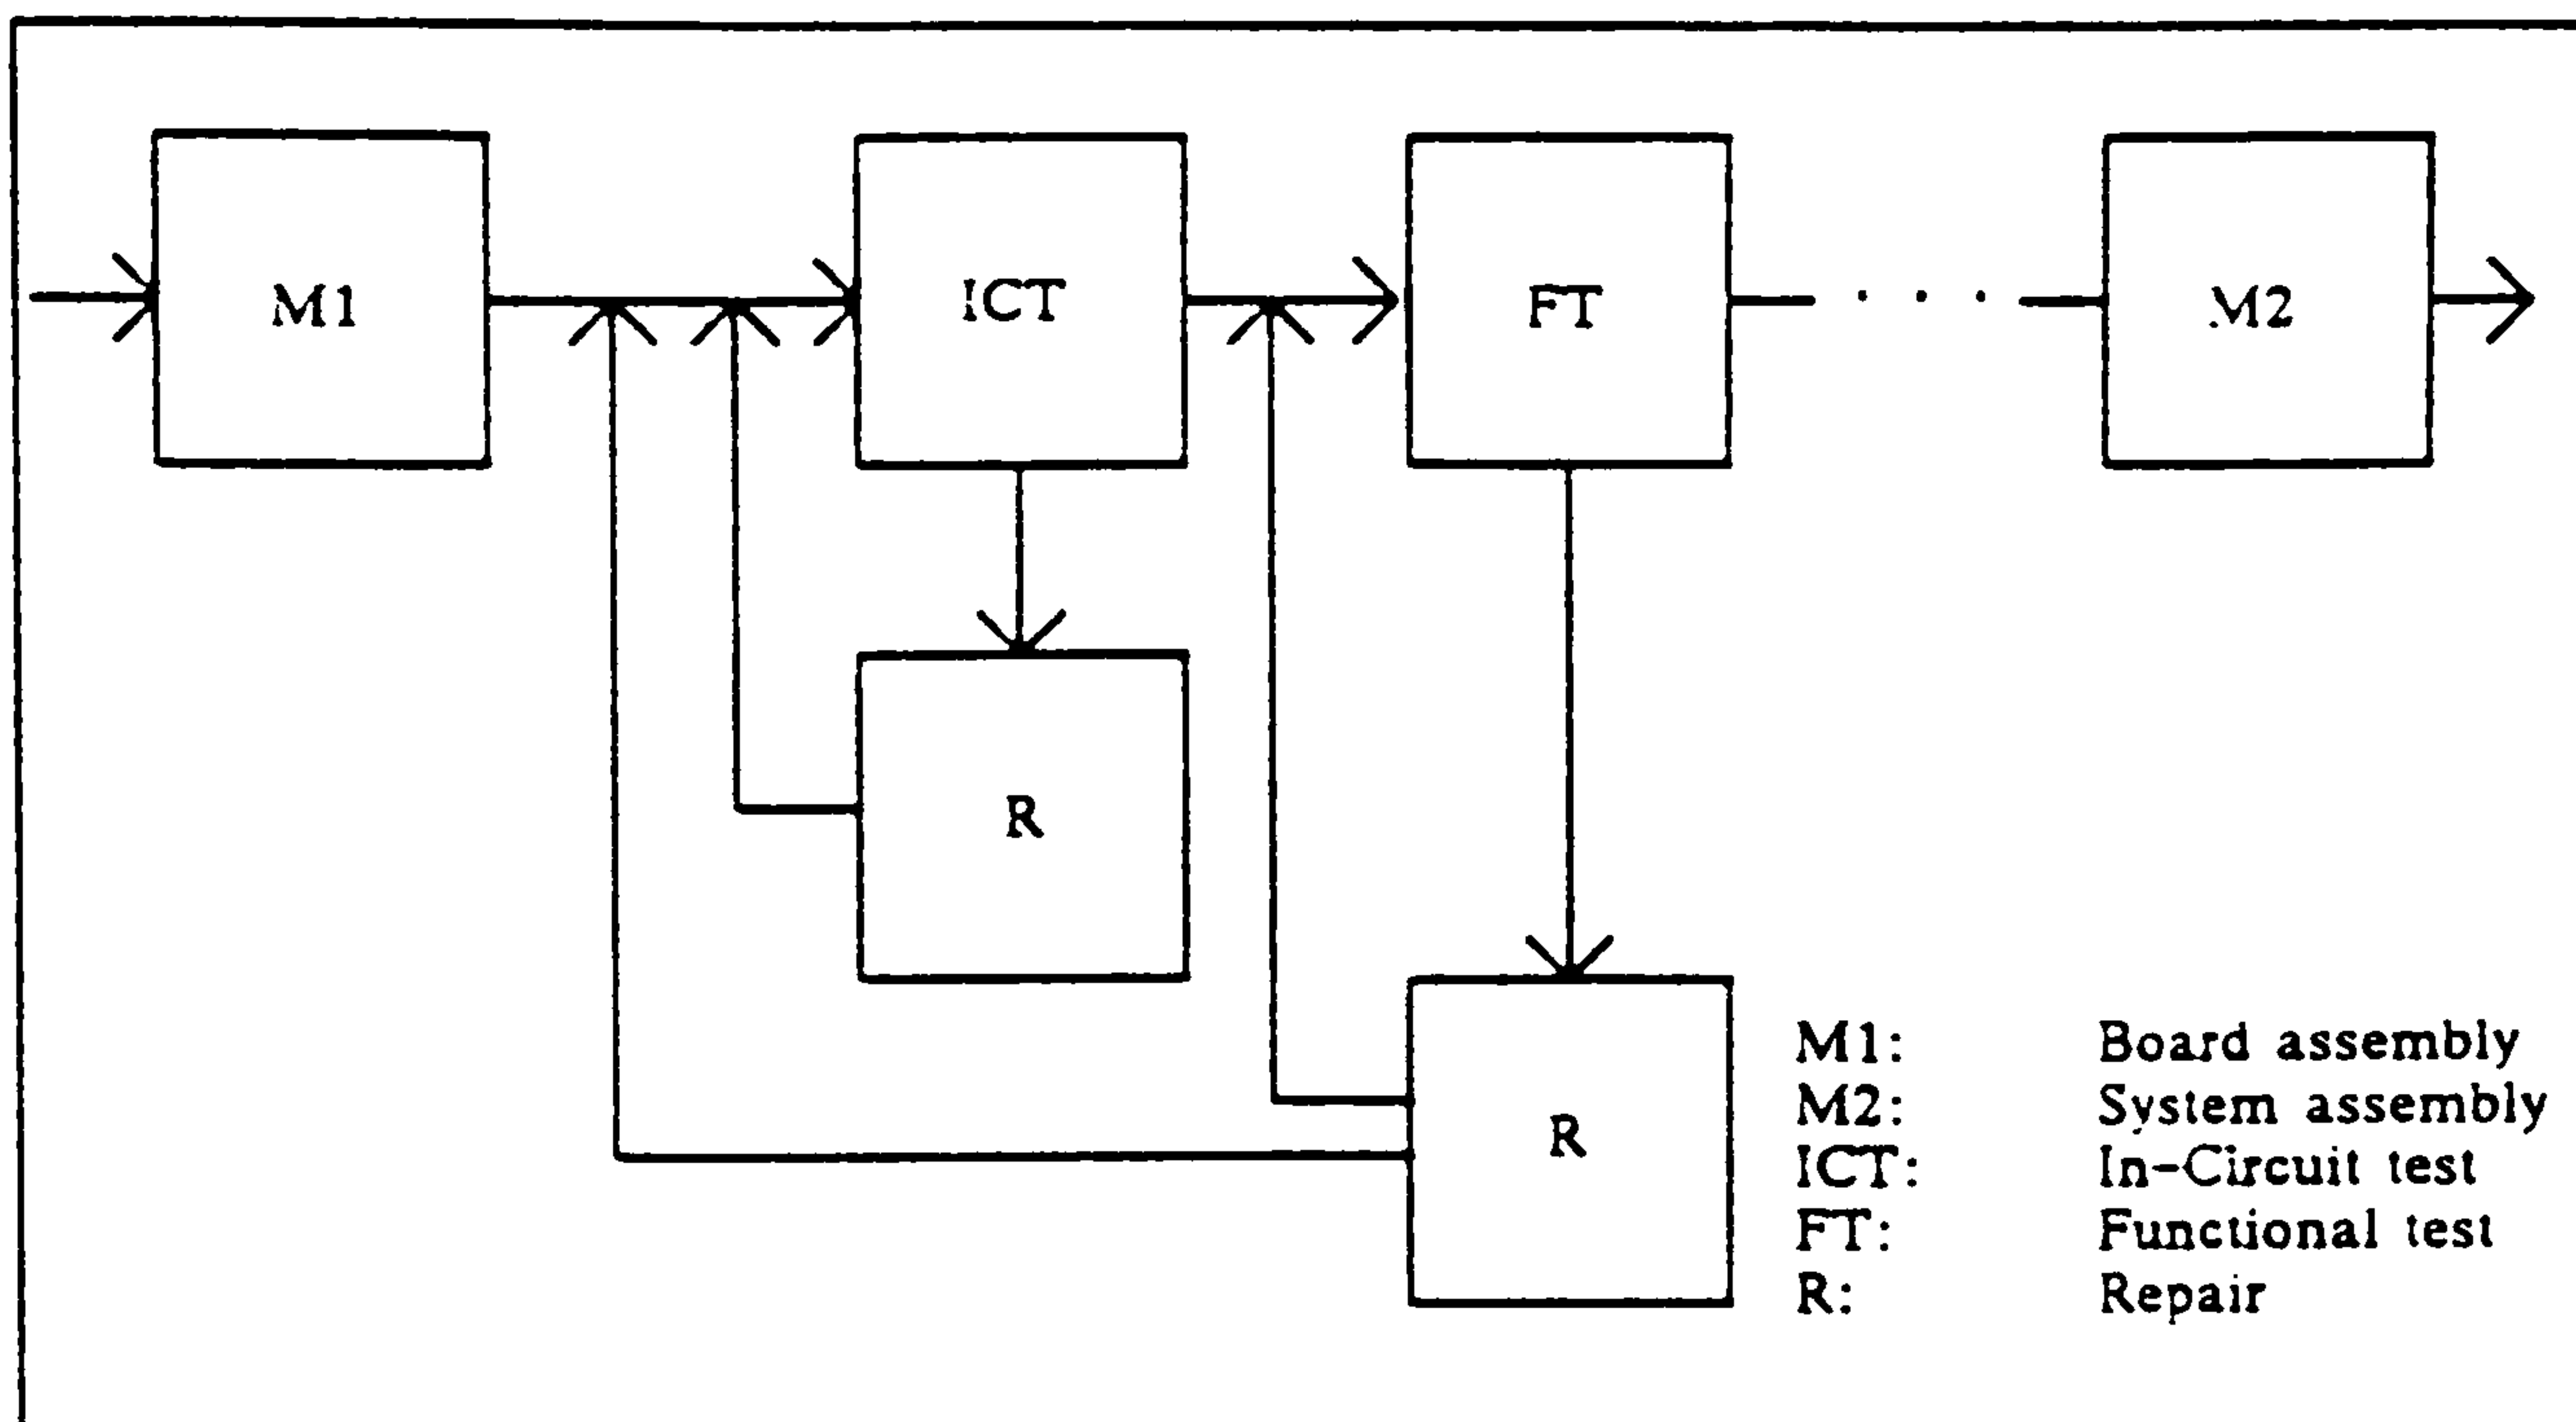 M1
ICT
FT
M2
R
R
M1: Board assembly
M2: System assembly
ICT: In-Circuit test
FT: Functional test
R: Repair